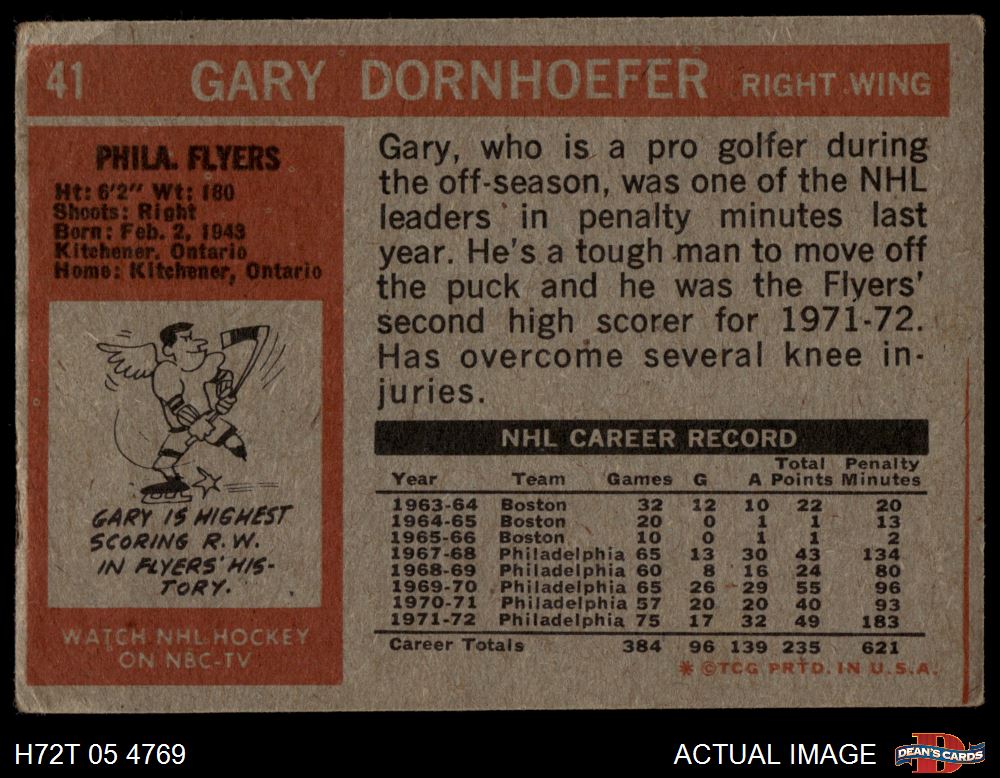 41 GARY DORNHOEFER RIGHT WING
PHILA. FLYERS
Ht: 6'2" Wt: 180
Shoots: Right
Born: Feb. 2, 1943
Kitchener, Ontario
Home: Kitchener, Ontario
GARY IS HIGHEST
SCORING R.W.
IN FLYERS' HIS-
TORY.
WATCH NHL HOCKEY
ON NBC-TV
Gary, who is a pro golfer during
the off-season, was one of the NHL
leaders in penalty minutes last
year. He's a tough man to move off
the puck and he was the Flyers'
second high scorer for 1971-72.
Has overcome several knee in-
juries.
NHL CAREER RECORD
Total Penalty
Year Team Games G A Points Minutes
1963-64 Boston 32 12 10 22 20
1964-65 Boston 20 0 1 1 13
1965-66 Boston 10 0 1 1 2
1967-68 Philadelphia 65 13 30 43 134
1968-69 Philadelphia 60 8 16 24 80
1969-70 Philadelphia 65 26 29 55 96
1970-71 Philadelphia 57 20 20 40 93
1971-72 Philadelphia 75 17 32 49 183
Career Totals 384 96 139 235 621
* ©TCG PRTD. IN U.S.A.
H72T 05 4769
ACTUAL IMAGE
DEAN'S CARDS